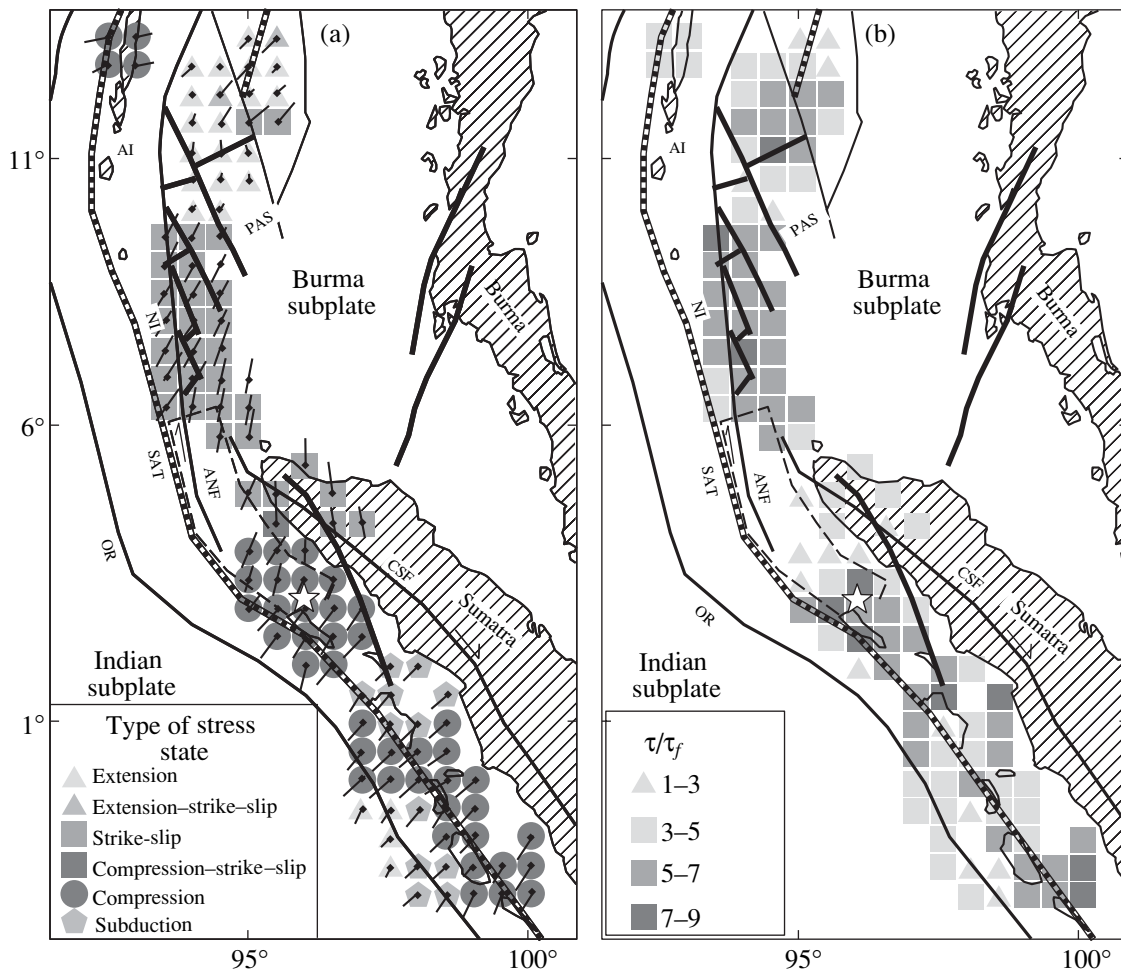 (a)
AI
11°
PAS
Burma
subplate
Burma
NI
6°
SAT
ANF
OR
CSF
Sumatra
Indian
subplate
1°
Type of stress
state
Extension
Extension–strike–slip
Strike-slip
Compression–strike–slip
Compression
Subduction
95°
100°
(b)
AI
PAS
Burma
subplate
Burma
NI
SAT
ANF
OR
CSF
Sumatra
Indian
subplate
τ/τf
1–3
3–5
5–7
7–9
95°
100°